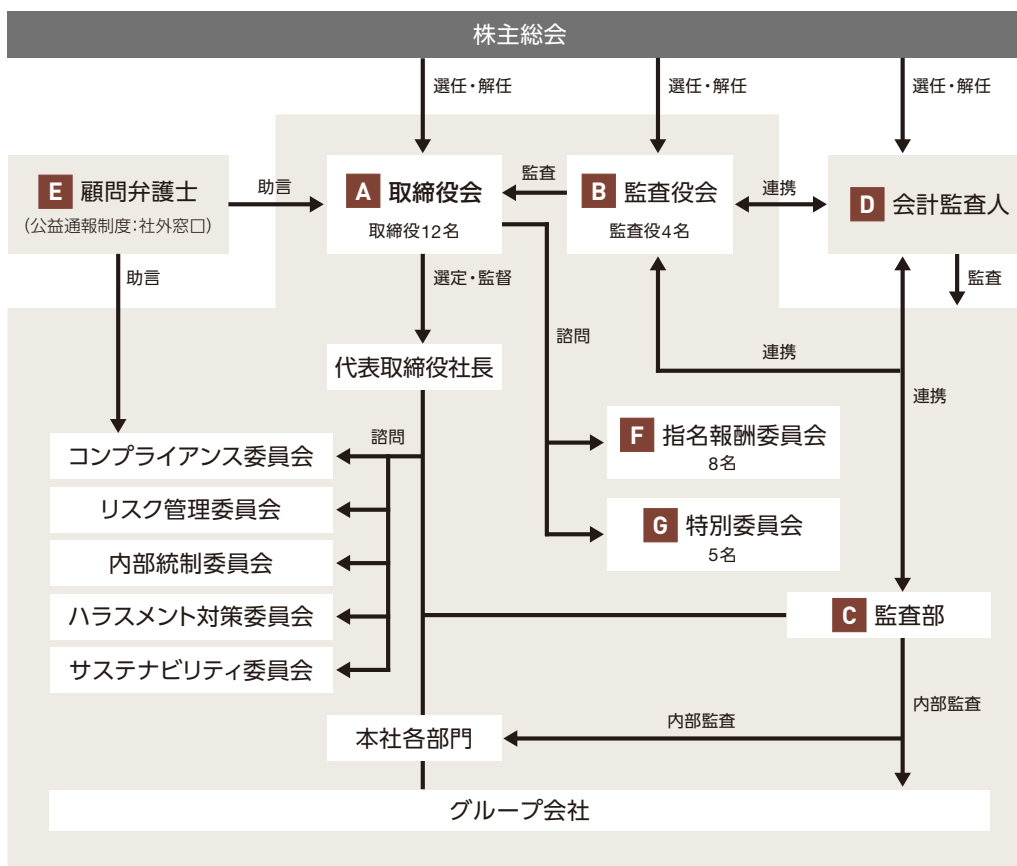 株主総会
選任・解任
選任・解任
選任・解任
E 顧問弁護士
(公益通報制度:社外窓口)
助言
A 取締役会
取締役12名
監査
B 監査役会
監査役4名
連携
D 会計監査人
助言
選定・監督
監査
諮問
代表取締役社長
連携
連携
諮問
コンプライアンス委員会
F 指名報酬委員会
8名
リスク管理委員会
G 特別委員会
5名
内部統制委員会
ハラスメント対策委員会
C 監査部
サステナビリティ委員会
内部監査
内部監査
本社各部門
グループ会社